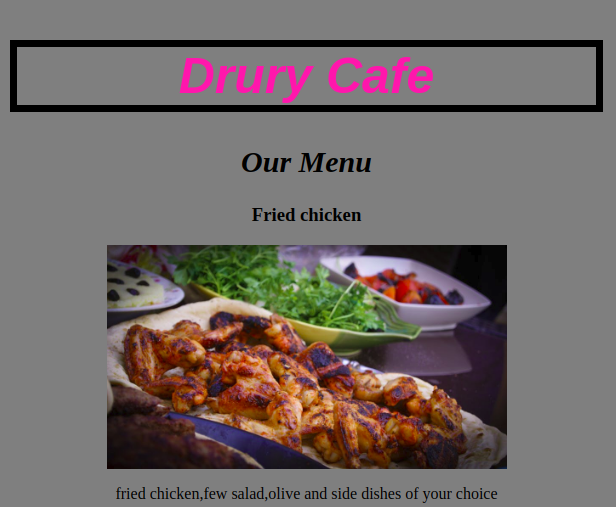 Drury Cafe
Our Menu
Fried chicken
fried chicken,few salad,olive and side dishes of your choice